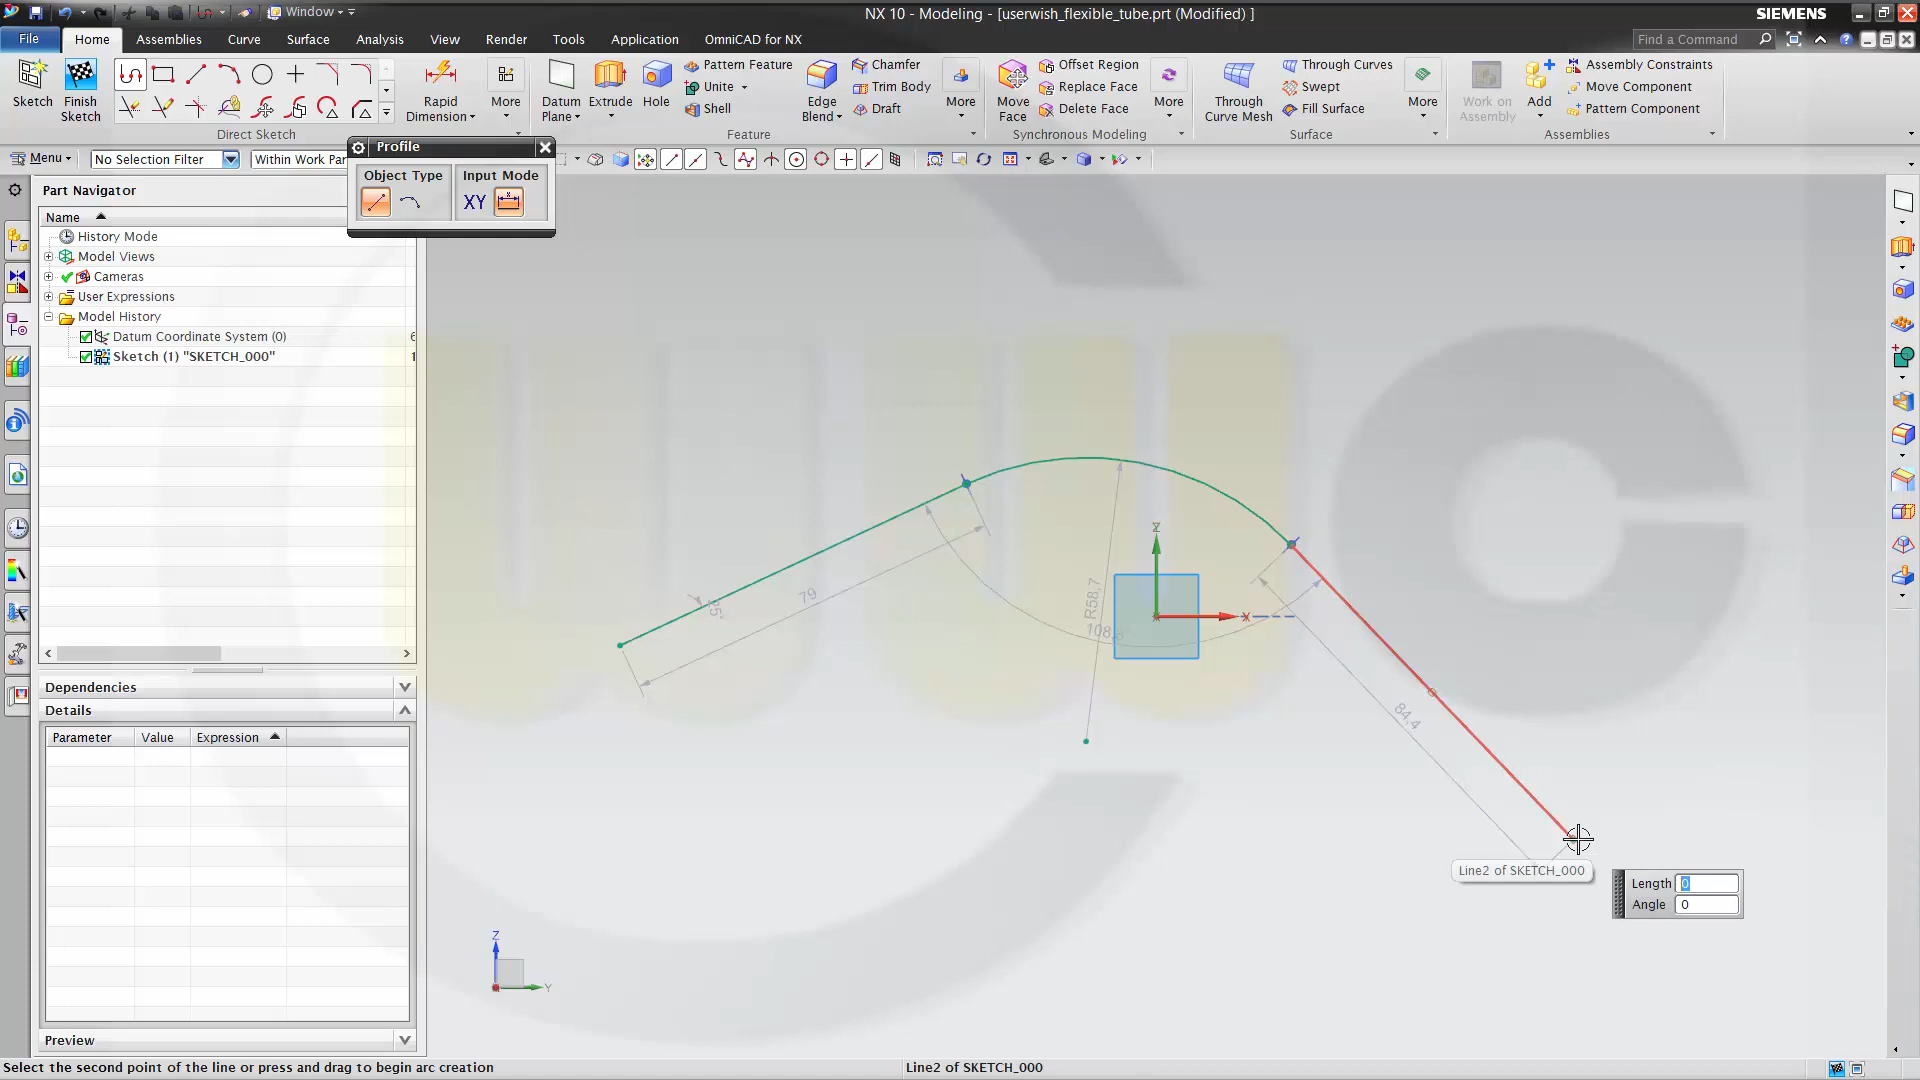 Window
NX 10 - Modeling - [userwish_flexible_tube.prt (Modified) ]
SIEMENS
File
Home
Assemblies
Curve
Surface
Analysis
View
Render
Tools
Application
OmniCAD for NX
Find a Command
Sketch
Finish
Sketch
Rapid
Dimension
More
Direct Sketch
Datum
Plane
Extrude
Hole
Pattern Feature
Unite
Shell
Edge
Blend
Chamfer
Trim Body
Draft
More
Feature
Move
Face
Offset Region
Replace Face
Delete Face
More
Synchronous Modeling
Through
Curve Mesh
Through Curves
Swept
Fill Surface
More
Surface
Work on
Assembly
Add
Assembly Constraints
Move Component
Pattern Component
Assemblies
Menu
No Selection Filter
Within Work Par
Profile
Object Type
Input Mode
XY
Part Navigator
Name
History Mode
Model Views
Cameras
User Expressions
Model History
Datum Coordinate System (0)
6
Sketch (1) "SKETCH_000"
1
Dependencies
Details
Parameter
Value
Expression
Preview
79
R58,7
84,4
Z
X
Z
Y
Line2 of SKETCH_000
Length 0
Angle 0
Select the second point of the line or press and drag to begin arc creation
Line2 of SKETCH_000